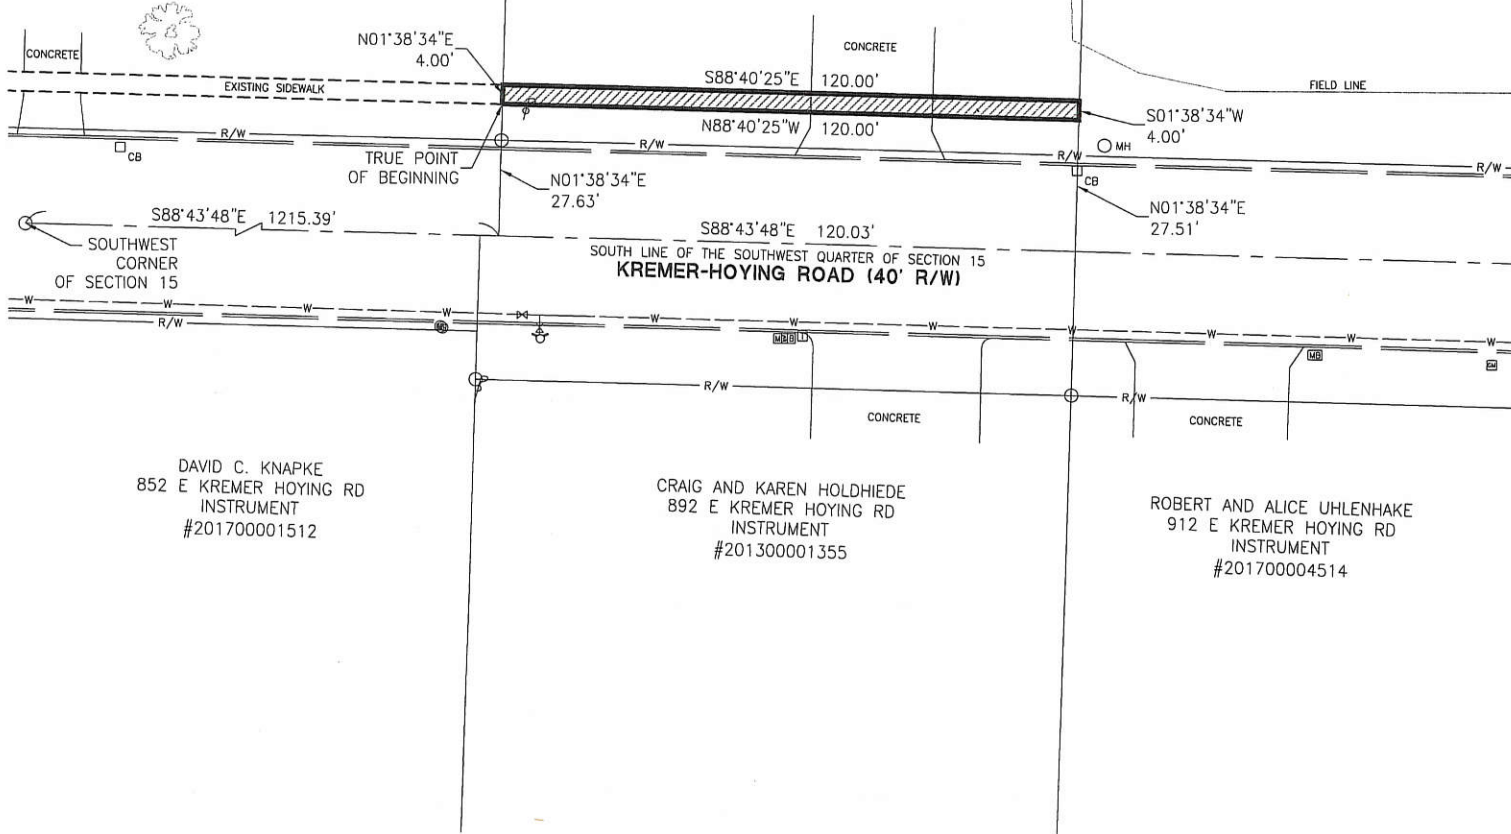 CONCRETE
N01°38'34"E
4.00'
CONCRETE
S88°40'25"E 120.00'
EXISTING SIDEWALK
FIELD LINE
N88°40'25"W 120.00'
S01°38'34"W
4.00'
R/W
R/W
R/W
R/W
MH
CB
TRUE POINT
OF BEGINNING
N01°38'34"E
27.63'
CB
N01°38'34"E
27.51'
S88°43'48"E 1215.39'
S88°43'48"E 120.03'
SOUTHWEST
CORNER
OF SECTION 15
SOUTH LINE OF THE SOUTHWEST QUARTER OF SECTION 15
KREMER-HOYING ROAD (40' R/W)
W
W
W
W
W
W
W
W
W
W
W
R/W
MB
GM
R/W
R/W
CONCRETE
CONCRETE
DAVID C. KNAPKE
852 E KREMER HOYING RD
INSTRUMENT
#201700001512
CRAIG AND KAREN HOLDHIEDE
892 E KREMER HOYING RD
INSTRUMENT
#201300001355
ROBERT AND ALICE UHLENHAKE
912 E KREMER HOYING RD
INSTRUMENT
#201700004514